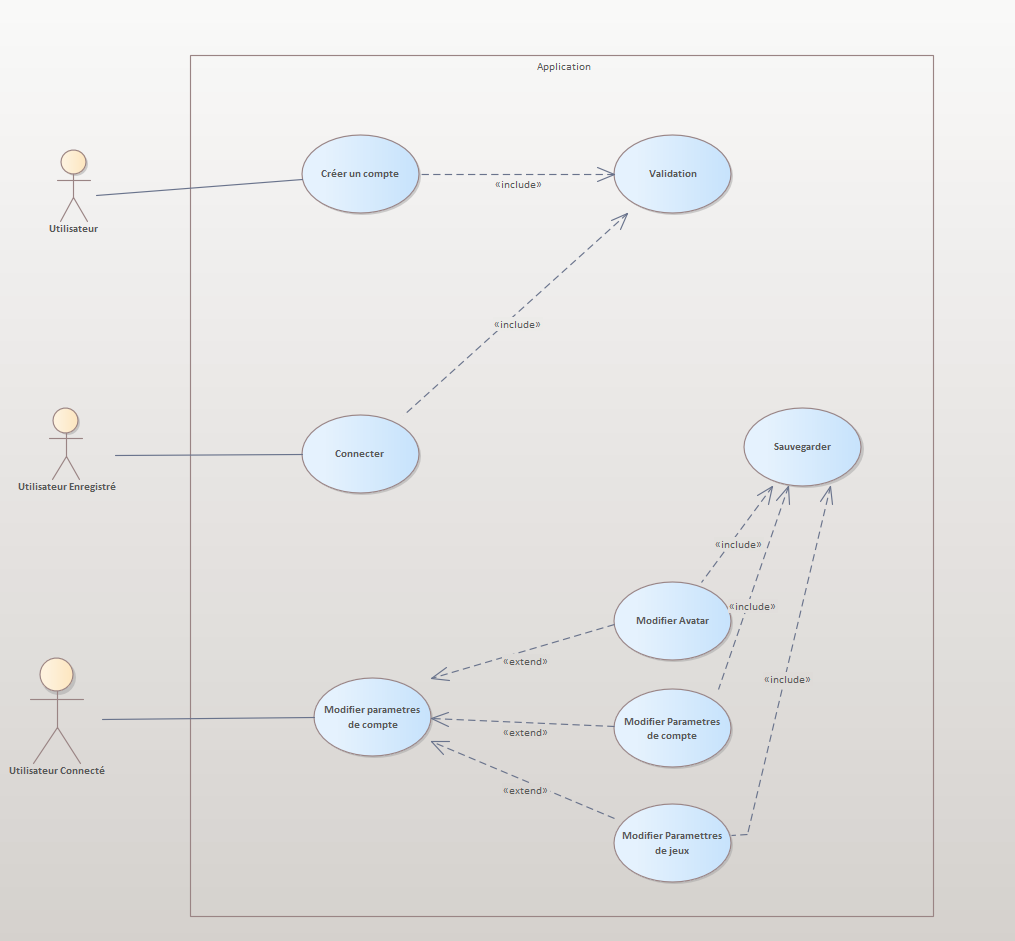 Application
Créer un compte
Validation
«include»
Utilisateur
«include»
Connecter
Sauvegarder
Utilisateur Enregistré
«include»
«include»
Modifier Avatar
«extend»
«include»
Modifier parametres
de compte
Modifier Parametres
de compte
«extend»
Utilisateur Connecté
«extend»
Modifier Paramettres
de jeux